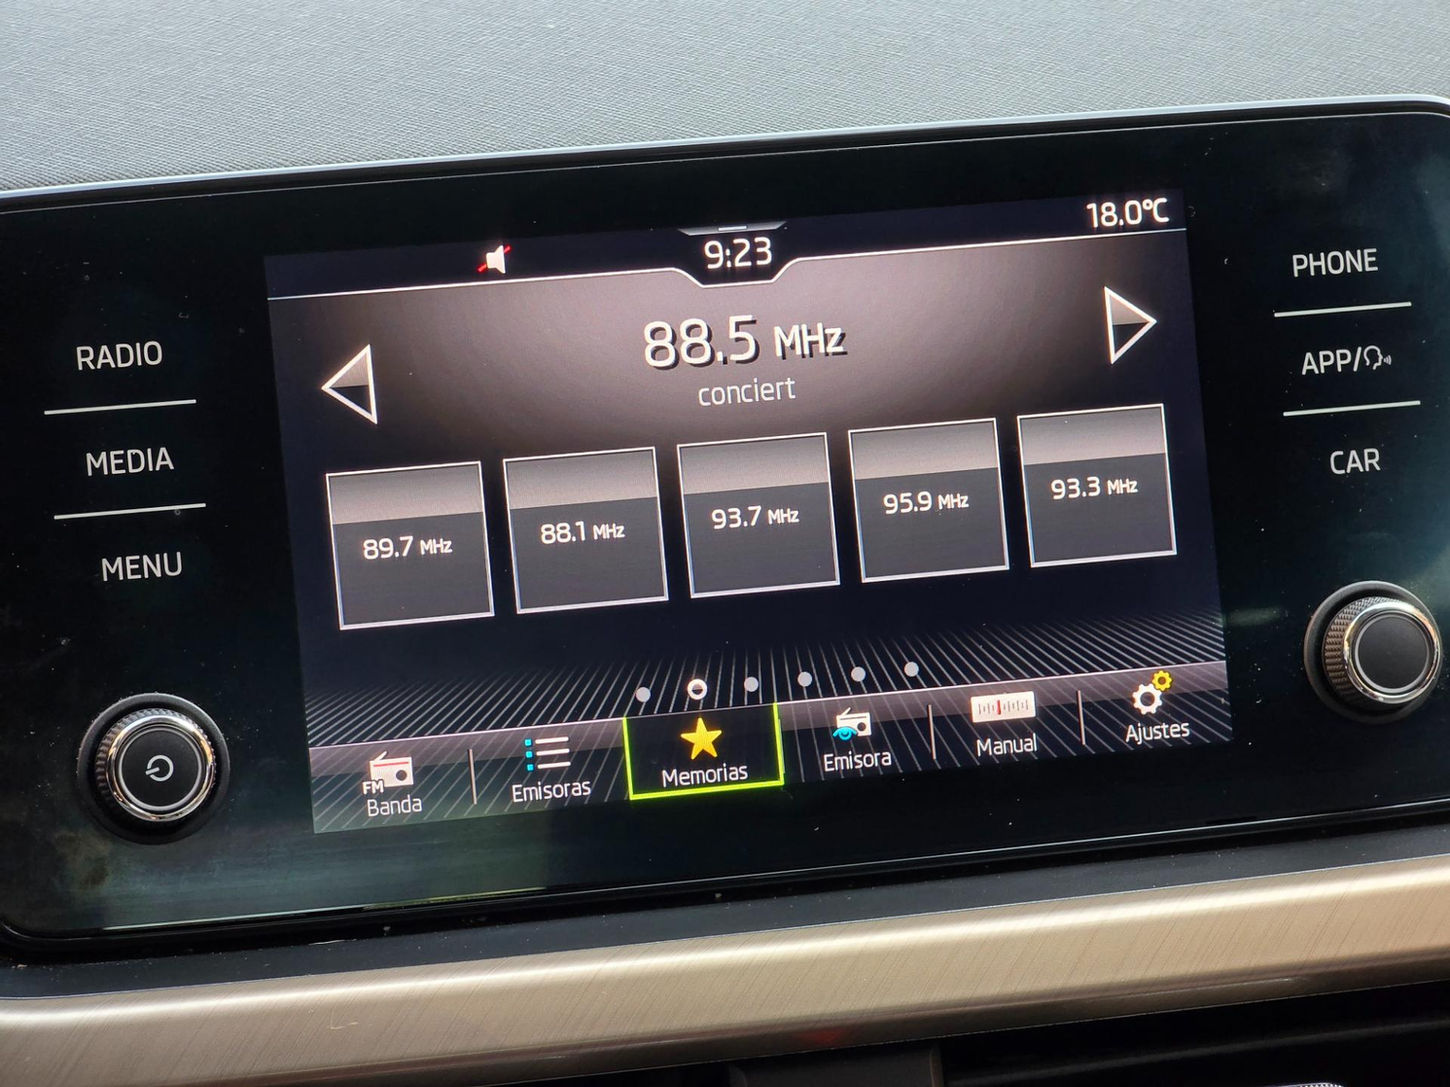 18.0°C
9:23
88.5 MHz
conciert
89.7 MHz
88.1 MHz
93.7 MHz
95.9 MHz
93.3 MHz
FM
Banda
Emisoras
Memorias
Emisora
Manual
Ajustes
RADIO
MEDIA
MENU
PHONE
APP/
CAR